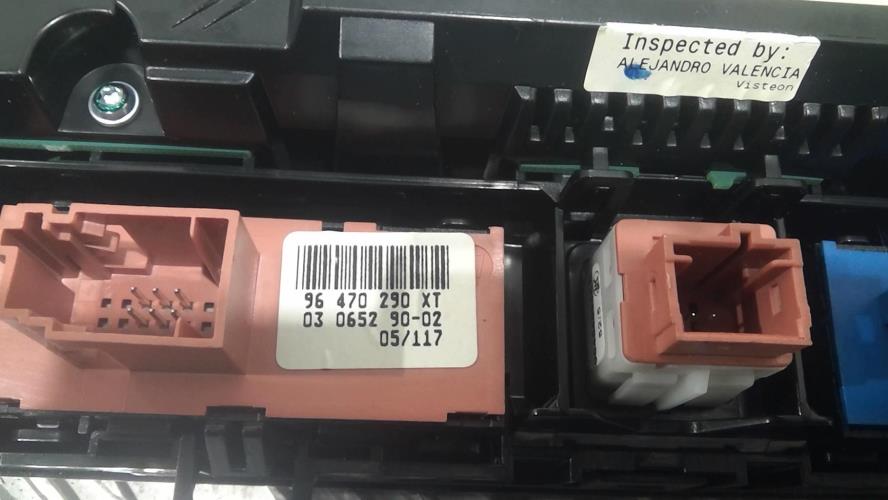 Inspected by:
ALEJANDRO VALENCIA
Visteon
96 470 290 XT
03 0652 90-02
05/117